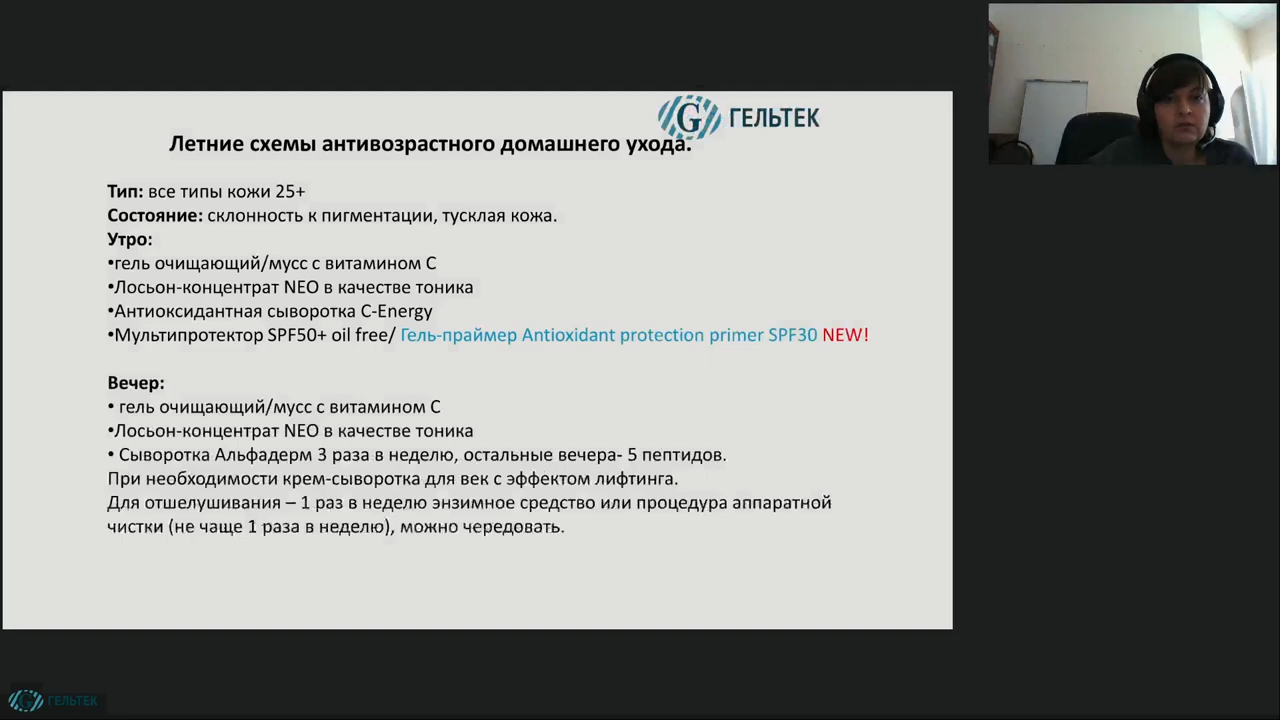 ГЕЛЬТЕК
Летние схемы антивозрастного домашнего ухода.
Тип: все типы кожи 25+
Состояние: склонность к пигментации, тусклая кожа.
Утро:
•гель очищающий/мусс с витамином С
•Лосьон-концентрат NEO в качестве тоника
•Антиоксидантная сыворотка C-Energy
•Мультипротектор SPF50+ oil free/ Гель-праймер Antioxidant protection primer SPF30 NEW!
Вечер:
• гель очищающий/мусс с витамином С
•Лосьон-концентрат NEO в качестве тоника
• Сыворотка Альфадерм 3 раза в неделю, остальные вечера- 5 пептидов.
При необходимости крем-сыворотка для век с эффектом лифтинга.
Для отшелушивания – 1 раз в неделю энзимное средство или процедура аппаратной
чистки (не чаще 1 раза в неделю), можно чередовать.
ГЕЛЬТЕК